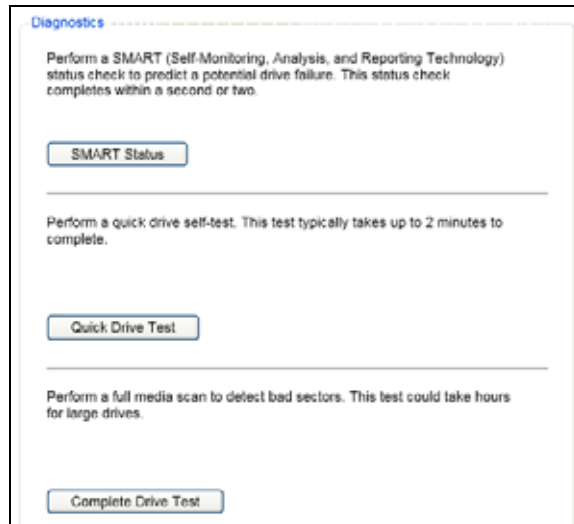 Diagnostics
Perform a SMART (Self-Monitoring, Analysis, and Reporting Technology)
status check to predict a potential drive failure. This status check
completes within a second or two.
SMART Status
Perform a quick drive self-test. This test typically takes up to 2 minutes to
complete.
Quick Drive Test
Perform a full media scan to detect bad sectors. This test could take hours
for large drives.
Complete Drive Test